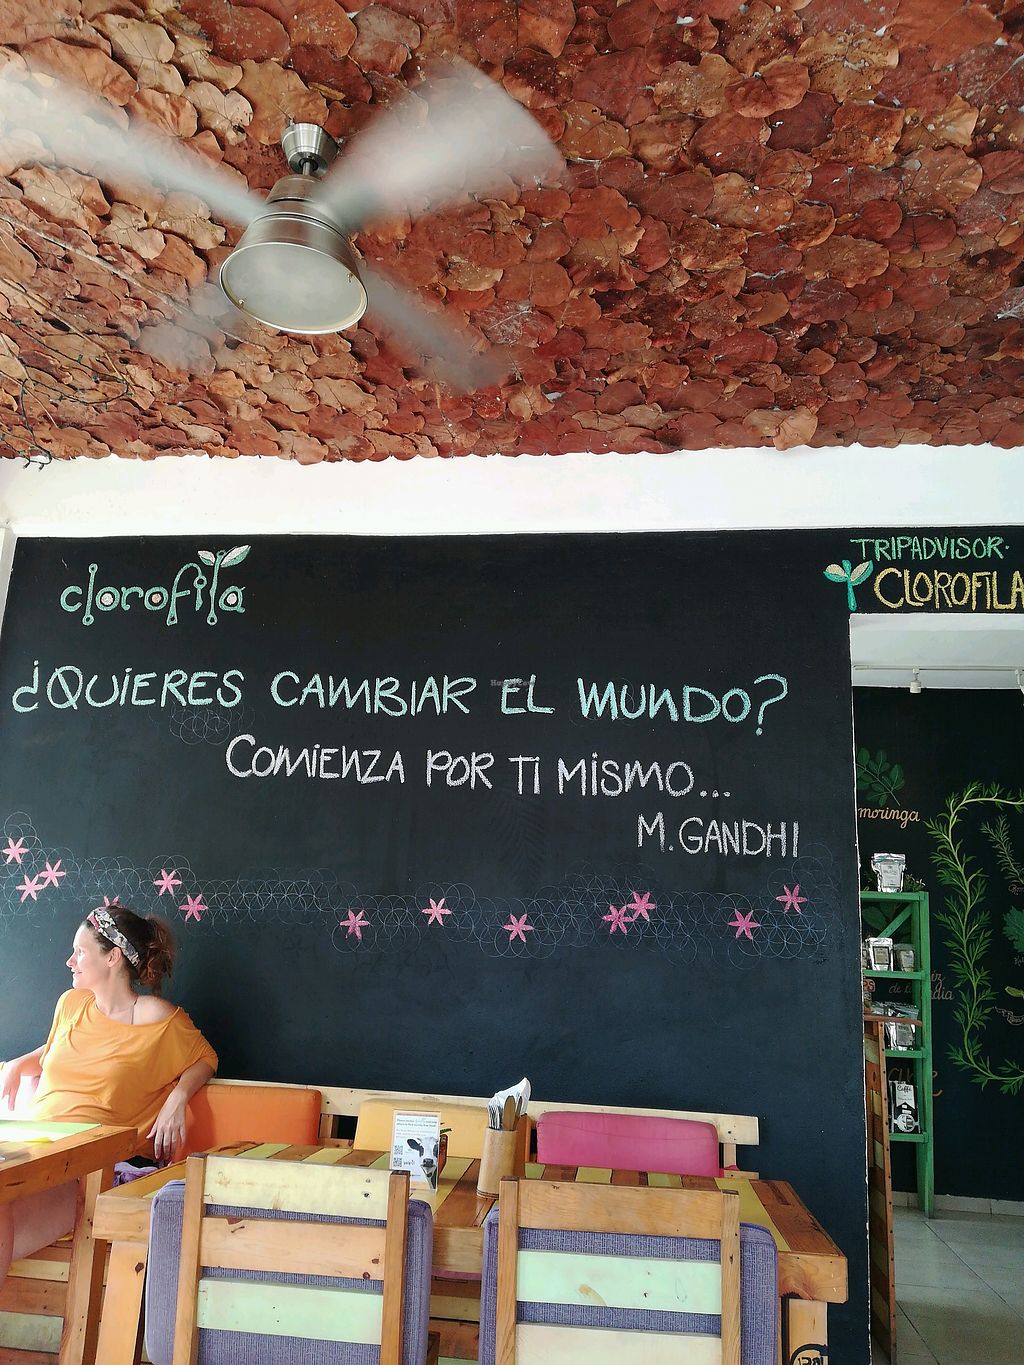 clorofila
¿QUIERES CAMBIAR EL MUNDO?
COMIENZA POR TI MISMO...
M. GANDHI
TRIPADVISOR.
CLOROFILA
moringa